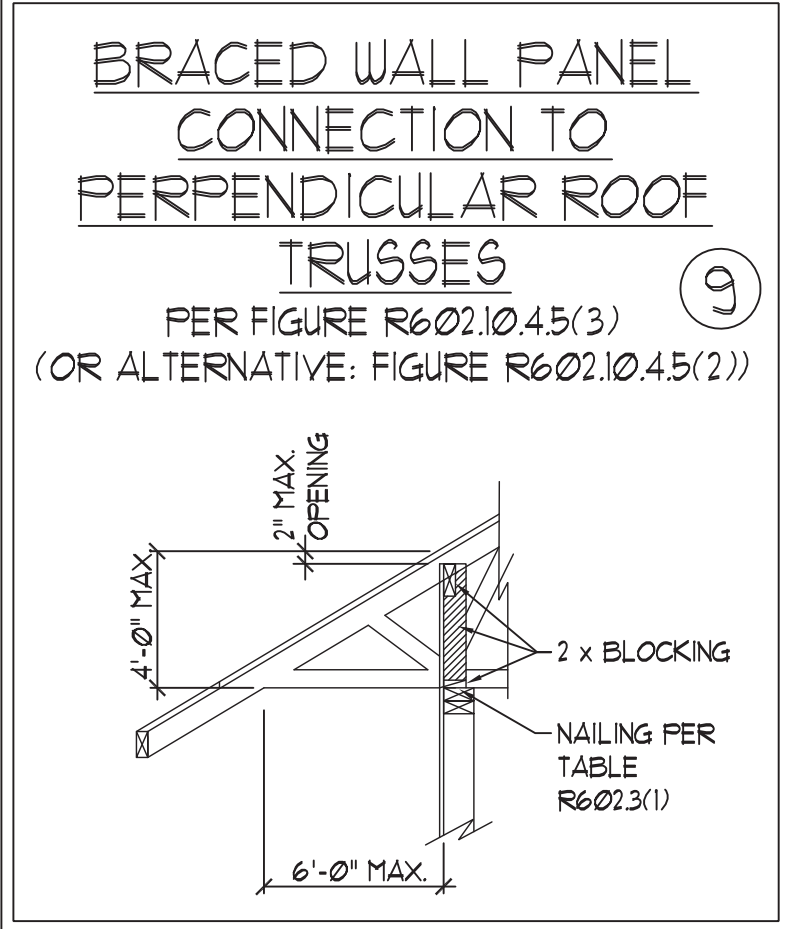 BRACED WALL PANEL
CONNECTION TO
PERPENDICULAR ROOF
TRUSSES
9
PER FIGURE R602.10.4.5(3)
(OR ALTERNATIVE: FIGURE R602.10.4.5(2))
2" MAX.
OPENING
4'-0" MAX
2 x BLOCKING
NAILING PER
TABLE
R602.3(1)
6'-0" MAX.